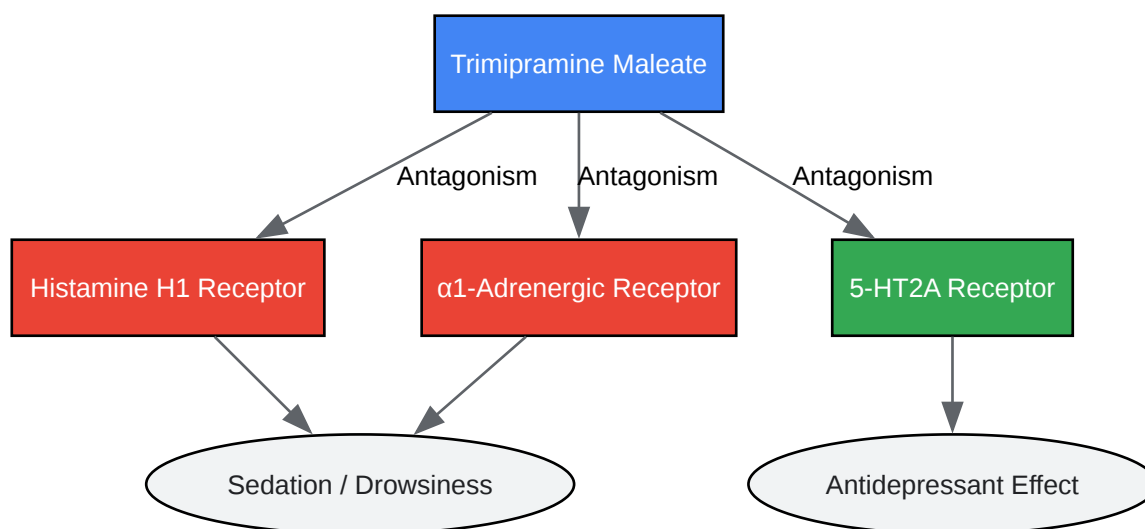 Trimipramine Maleate
Antagonism
Antagonism
Antagonism
Histamine H1 Receptor
α1-Adrenergic Receptor
5-HT2A Receptor
Sedation / Drowsiness
Antidepressant Effect